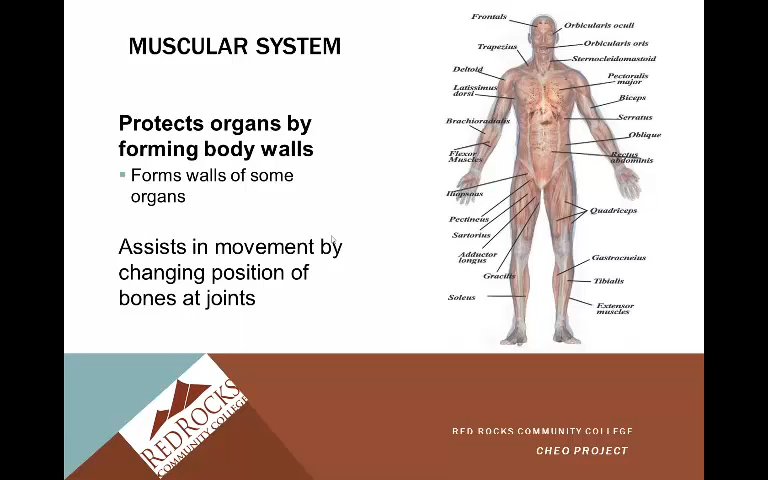 MUSCULAR SYSTEM
Protects organs by
forming body walls
Forms walls of some
organs
Assists in movement by
changing position of
bones at joints
Frontals
Orbicularis oculi
Orbicularis oris
Trapezius
Sternocleidomastoid
Deltoid
Pectoralis
major
Latissimus
dorsi
Biceps
Serratus
Brachioradialis
Oblique
Flexor
Muscles
Rectus
abdominis
Iliopsous
Quadriceps
Pectineus
Sartorius
Adductor
longus
Gastrocneius
Gracilis
Tibialis
Soleus
Extensor
muscles
RED ROCKS
COMMUNITY COLLEGE
RED ROCKS COMMUNITY COLLEGE
CHEO PROJECT